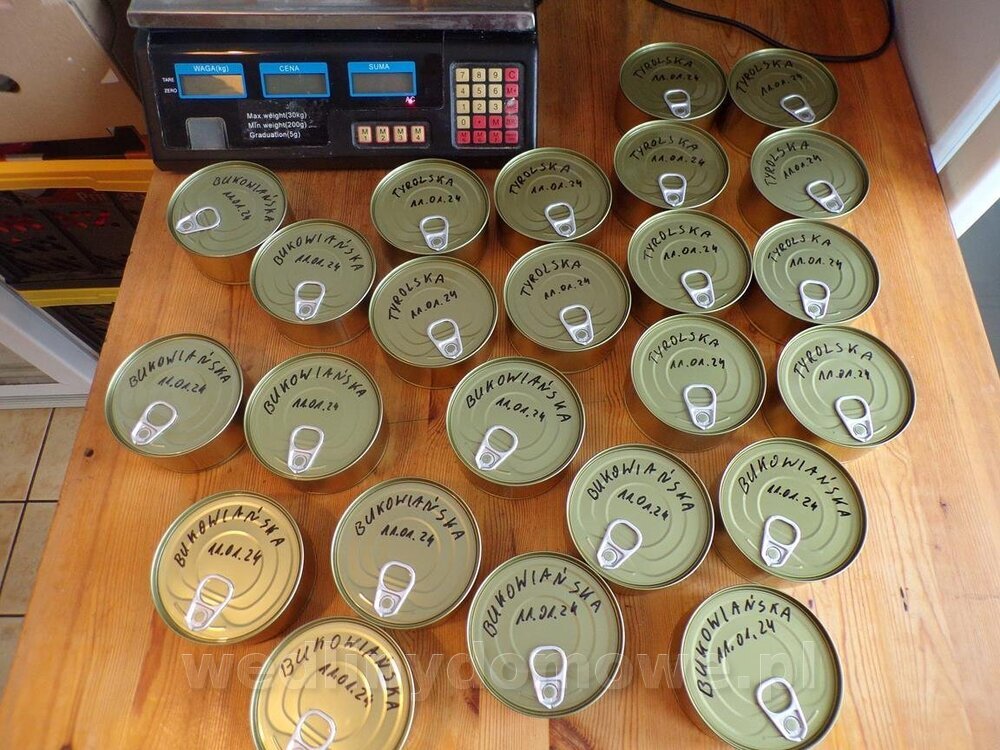 WAGA(kg) CENA SUMA
TARE
ZERO
Max.weight(30kg)
Min weight(200g)
Graduation(5g)
TYROLSKA
11.01.24
TYROLSKA
11.01.24
TYROLSKA
11.01.24
TYROLSKA
11.01.24
BUKOWIAŃSKA
11.01.24
TYROLSKA
11.01.24
TYROLSKA
11.01.24
BUKOWIAŃSKA
11.01.24
TYROLSKA
11.01.24
TYROLSKA
11.01.24
TYROLSKA
11.01.24
TYROLSKA
11.01.24
TYROLSKA
11.01.24
TYROLSKA
11.01.24
BUKOWIAŃSKA
11.01.24
BUKOWIAŃSKA
11.01.24
BUKOWIAŃSKA
11.01.24
BUKOWIAŃSKA
11.01.24
BUKOWIAŃSKA
11.01.24
BUKOWIAŃSKA
11.01.24
BUKOWIAŃSKA
11.01.24
BUKOWIAŃSKA
11.01.24
BUKOWIAŃSKA
11.01.24
BUKOWIAŃSKA
11.01.24
wedlinydomowe.pl